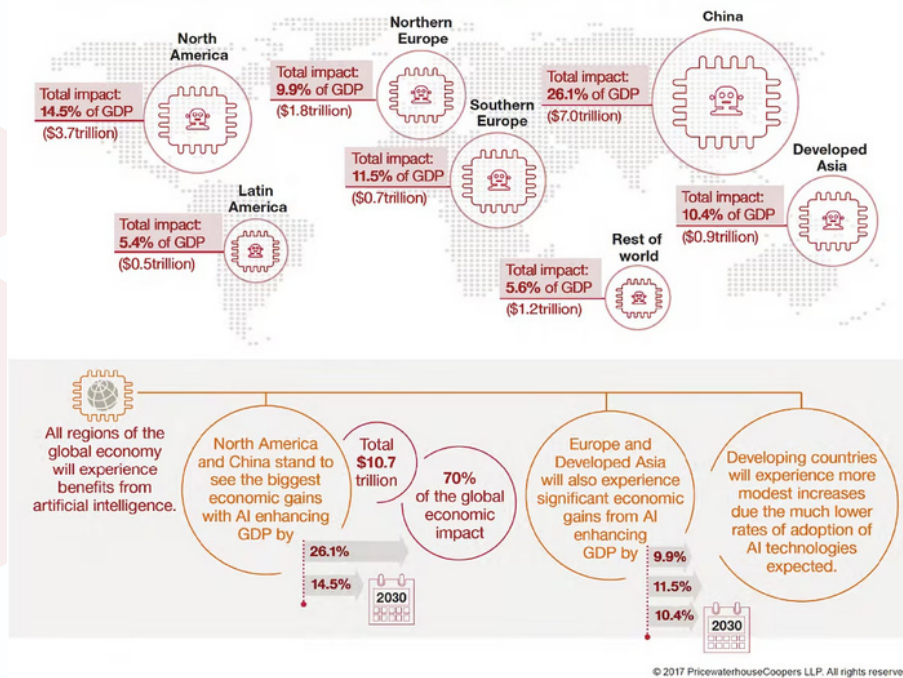 North
America
Total impact:
14.5% of GDP
($3.7trillion)
Northern
Europe
Total impact:
9.9% of GDP
($1.8trillion)
China
Total impact:
26.1% of GDP
($7.0trillion)
Southern
Europe
Total impact:
11.5% of GDP
($0.7trillion)
Developed
Asia
Total impact:
10.4% of GDP
($0.9trillion)
Latin
America
Total impact:
5.4% of GDP
($0.5trillion)
Rest of
world
Total impact:
5.6% of GDP
($1.2trillion)
All regions of the
global economy
will experience
benefits from
artificial intelligence.
North America
and China stand to
see the biggest
economic gains
with AI enhancing
GDP by
26.1%
14.5%
2030
Total
$10.7
trillion
70%
of the global
economic
impact
Europe and
Developed Asia
will also experience
significant economic
gains from AI
enhancing
GDP by
9.9%
11.5%
10.4%
2030
Developing countries
will experience more
modest increases
due the much lower
rates of adoption of
AI technologies
expected.
© 2017 PricewaterhouseCoopers LLP. All rights reserve